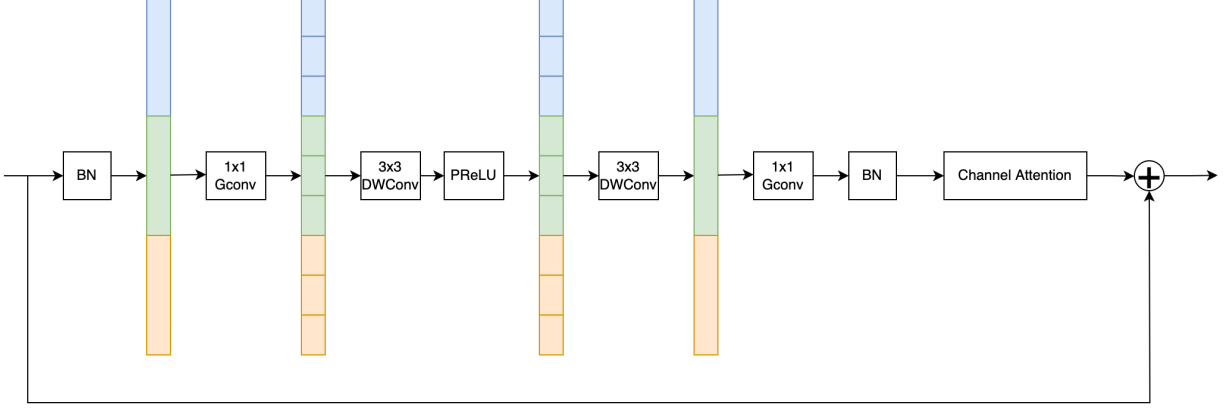 BN
1x1
Gconv
3x3
DWConv
PReLU
3x3
DWConv
1x1
Gconv
BN
Channel Attention
+